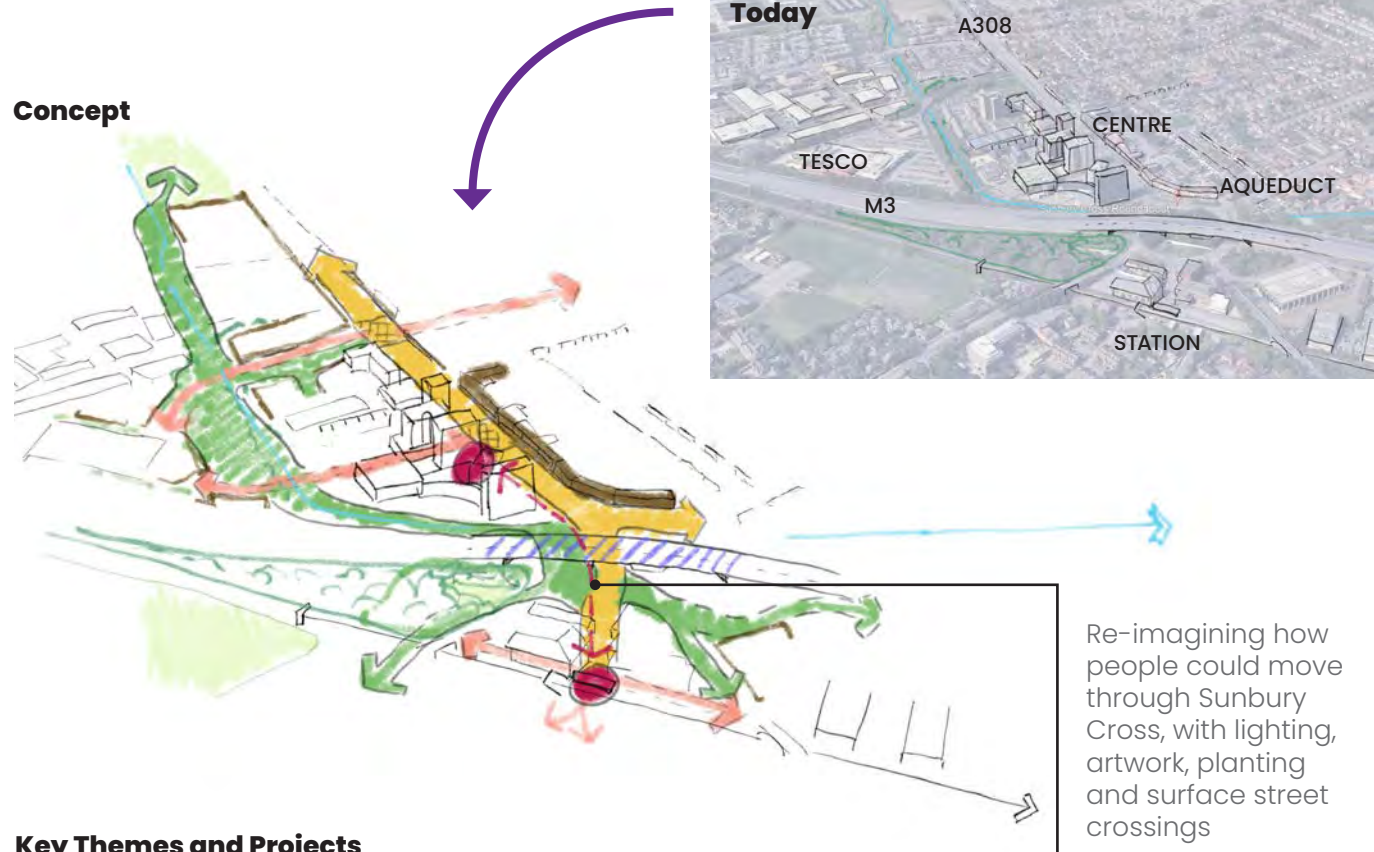 Today
A308
Concept
CENTRE
TESCO
AQUEDUCT
M3
STATION
Re-imagining how
people could move
through Sunbury
Cross, with lighting,
artwork, planting
and surface street
crossings
Key Themes and Projects